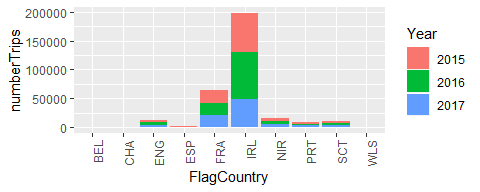 200000
150000
100000
50000
0
numberTrips
BEL
CHA
ENG
ESP
FRA
IRL
NIR
PRT
SCT
WLS
FlagCountry
Year
2015
2016
2017